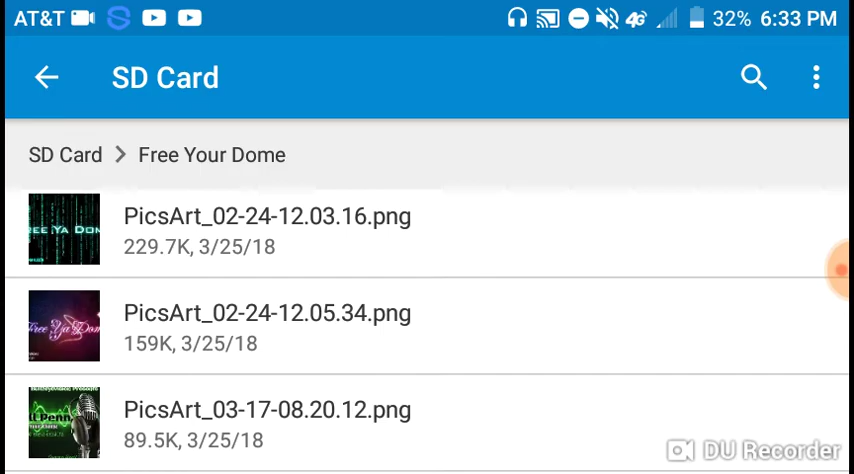 AT&T 4G 32% 6:33 PM
SD Card
SD Card > Free Your Dome
PicsArt_02-24-12.03.16.png
229.7K, 3/25/18
PicsArt_02-24-12.05.34.png
159K, 3/25/18
PicsArt_03-17-08.20.12.png
89.5K, 3/25/18
DU Recorder